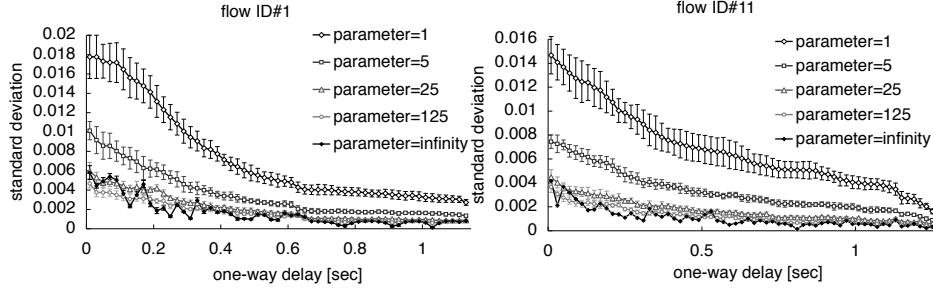 flow ID#1
standard deviation
0.02
0.018
0.016
0.014
0.012
0.01
0.008
0.006
0.004
0.002
0
0 0.2 0.4 0.6 0.8 1
one-way delay [sec]
parameter=1
parameter=5
parameter=25
parameter=125
parameter=infinity
flow ID#11
standard deviation
0.016
0.014
0.012
0.01
0.008
0.006
0.004
0.002
0
0 0.5 1
one-way delay [sec]
parameter=1
parameter=5
parameter=25
parameter=125
parameter=infinity